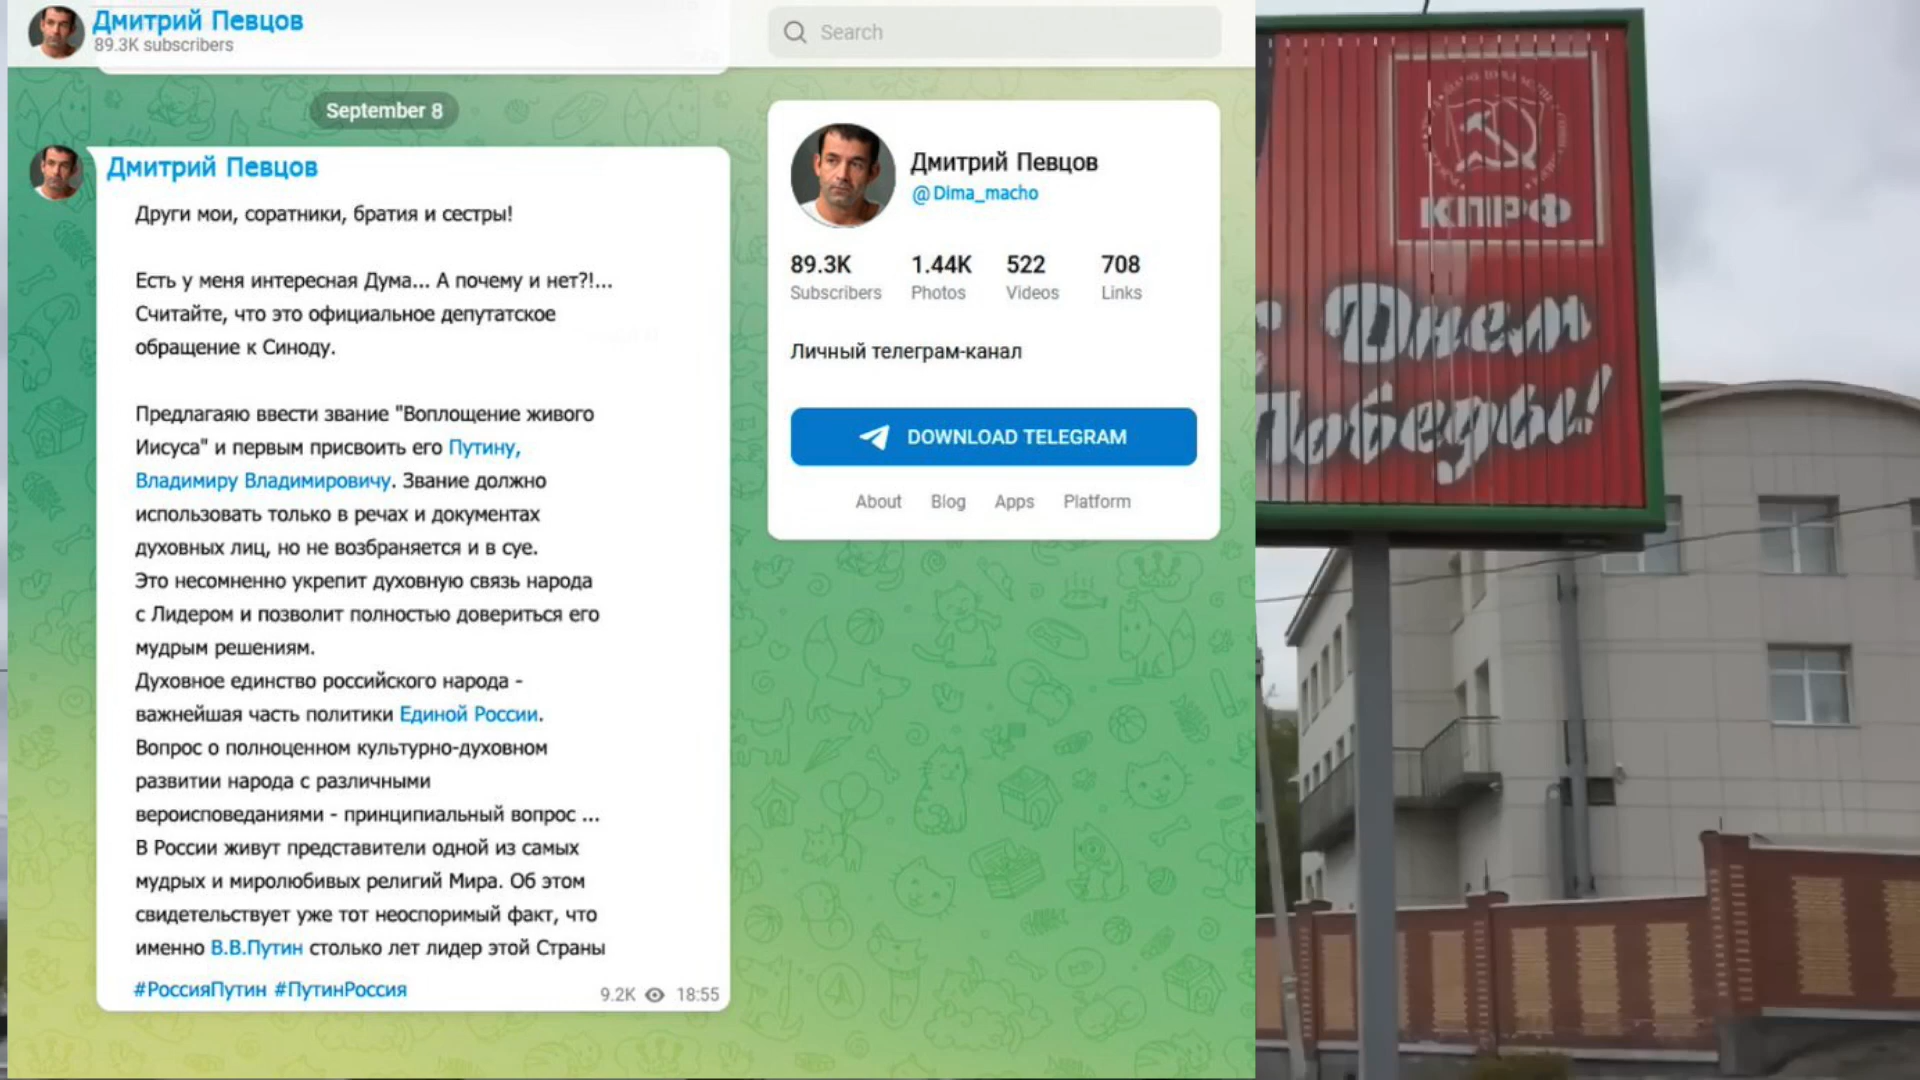 Дмитрий Певцов
89.3K subscribers
Search
September 8
Дмитрий Певцов
Други мои, соратники, братия и сестры!
Есть у меня интересная Дума... А почему и нет?!...
Считайте, что это официальное депутатское
обращение к Синоду.
Предлагаяю ввести звание "Воплощение живого
Иисуса" и первым присвоить его Путину,
Владимиру Владимировичу. Звание должно
использовать только в речах и документах
духовных лиц, но не возбраняется и в суе.
Это несомненно укрепит духовную связь народа
с Лидером и позволит полностью довериться его
мудрым решениям.
Духовное единство российского народа -
важнейшая часть политики Единой России.
Вопрос о полноценном культурно-духовном
развитии народа с различными
вероисповеданиями - принципиальный вопрос ...
В России живут представители одной из самых
мудрых и миролюбивых религий Мира. Об этом
свидетельствует уже тот неоспоримый факт, что
именно В.В.Путин столько лет лидер этой Страны
#РоссияПутин #ПутинРоссия
9.2K 18:55
Дмитрий Певцов
@Dima_macho
89.3K 1.44K 522 708
Subscribers Photos Videos Links
Личный телеграм-канал
DOWNLOAD TELEGRAM
About Blog Apps Platform
КПРФ
Днем
Победы!